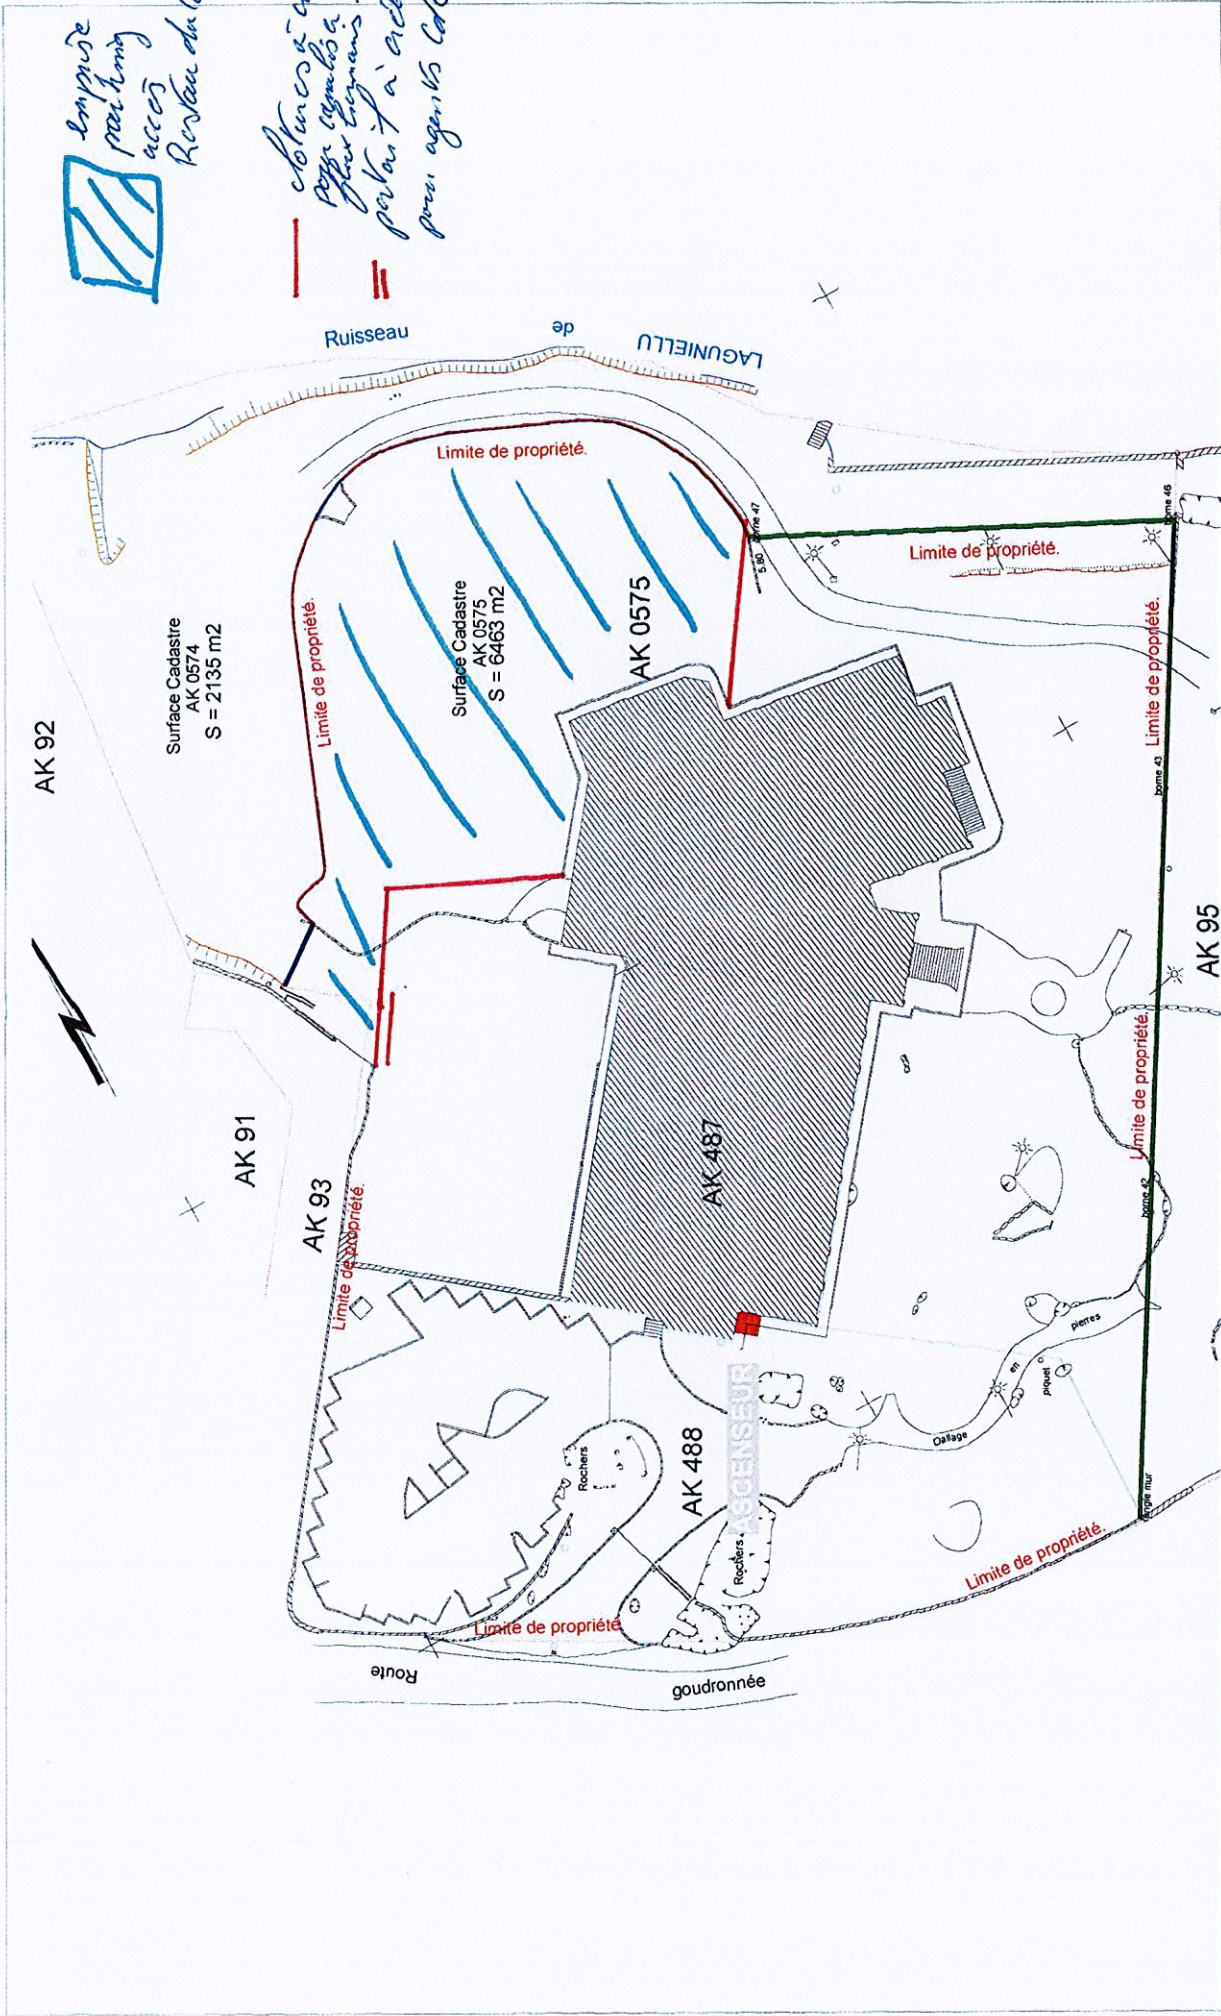 emprise
parking
accès
clotures à
portail à
pour agents
Ruisseau
de
LAGUNIELLU
Limite de propriété.
AK 92
Surface Cadastre
AK 0574
S = 2135 m2
Limite de propriété.
Surface Cadastre
AK 0575
S = 6463 m2
AK 0575
5.80
borne 47
borne 46
Limite de propriété.
Limite de propriété.
borne 43
AK 95
AK 91
AK 93
Limite de propriété.
AK 487
Limite de propriété.
borne 42
pierres
en
piquet
Dallage
angle mur
AK 488
ASCENSEUR
Rochers
Rochers
Limite de propriété.
Limite de propriété
Route
goudronnée